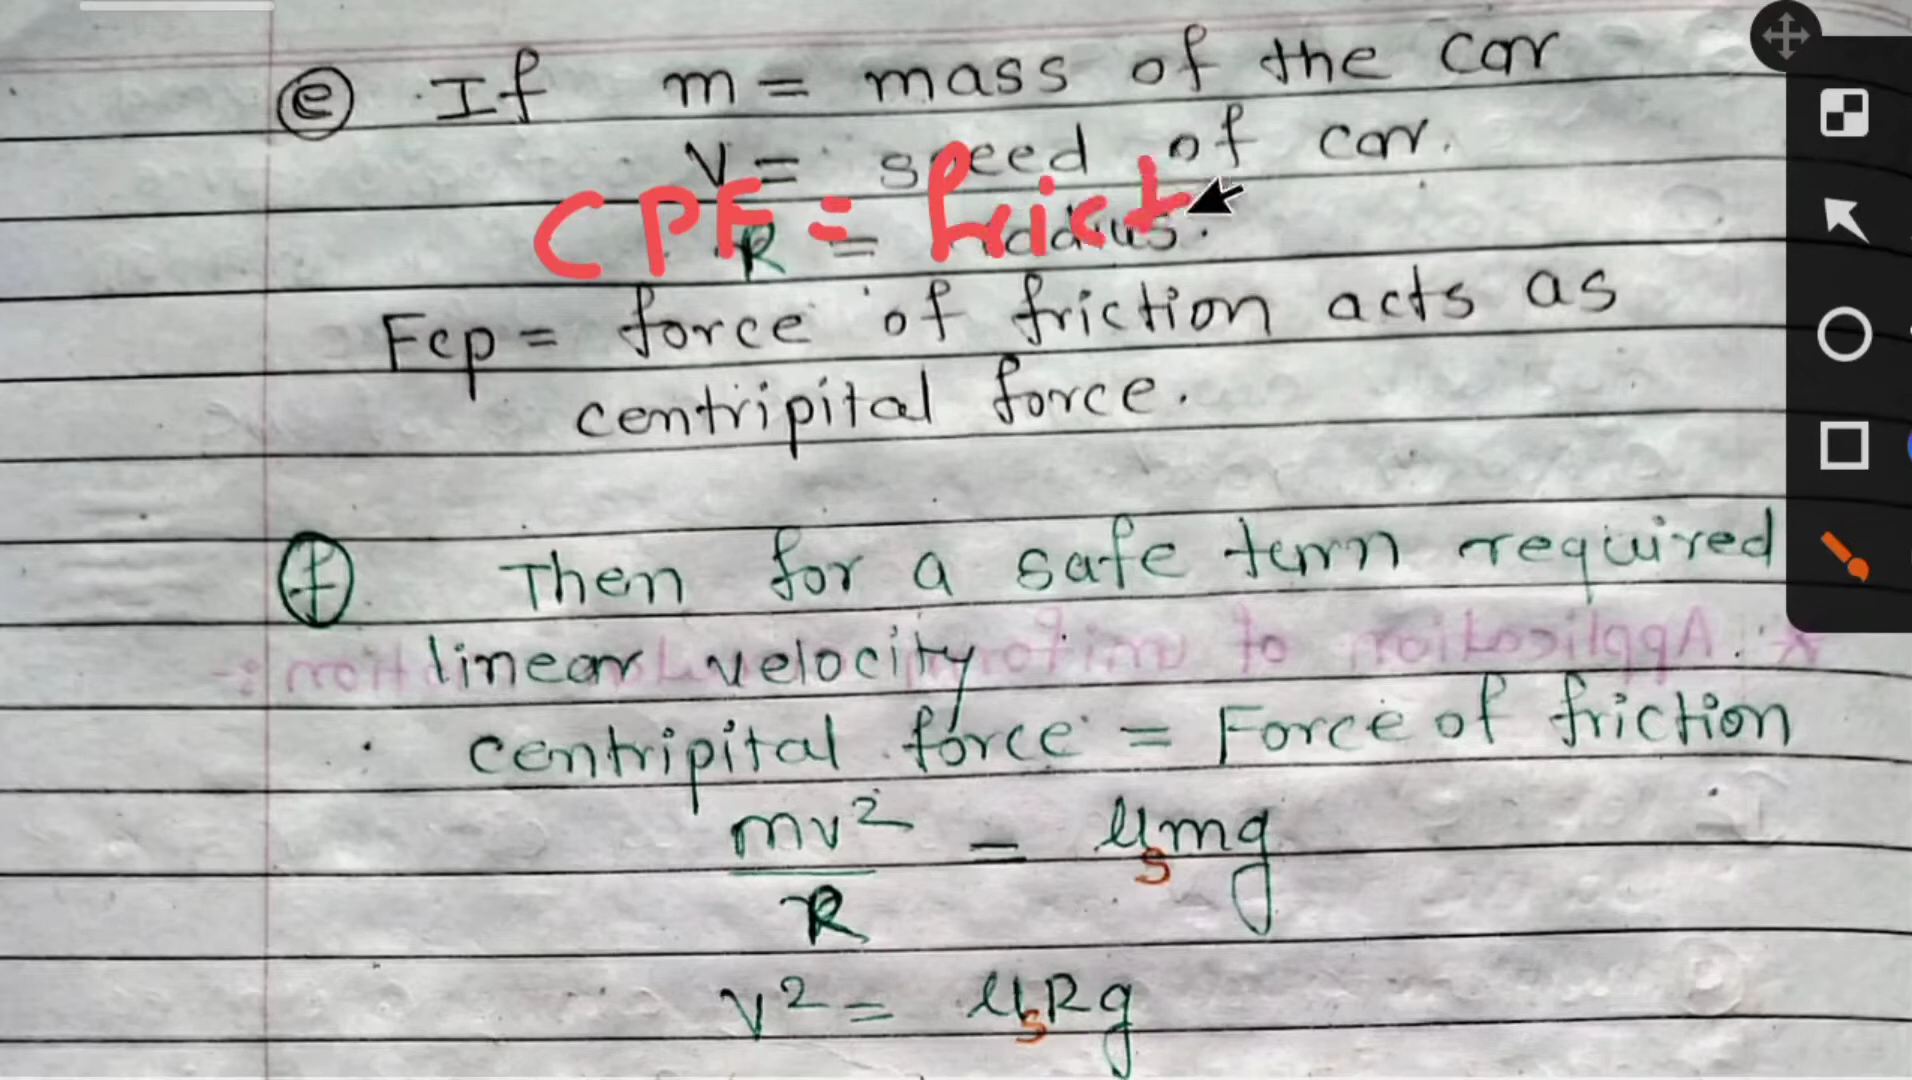 ⓔ If m = mass of the car
V = speed of car.
CPF = frict
R = radius.
Fcp = force of friction acts as
centripital force.
ⓕ Then for a safe turn required
linear velocity
centripital force = Force of friction
mv²/R = μsmg
v² = μsRg